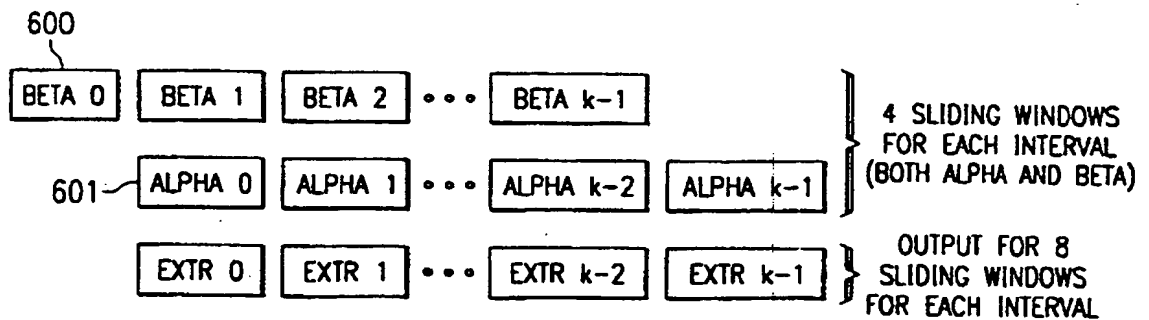 600
BETA 0 BETA 1 BETA 2 ••• BETA k-1
4 SLIDING WINDOWS
FOR EACH INTERVAL
(BOTH ALPHA AND BETA)
601 ALPHA 0 ALPHA 1 ••• ALPHA k-2 ALPHA k-1
EXTR 0 EXTR 1 ••• EXTR k-2 EXTR k-1
OUTPUT FOR 8
SLIDING WINDOWS
FOR EACH INTERVAL